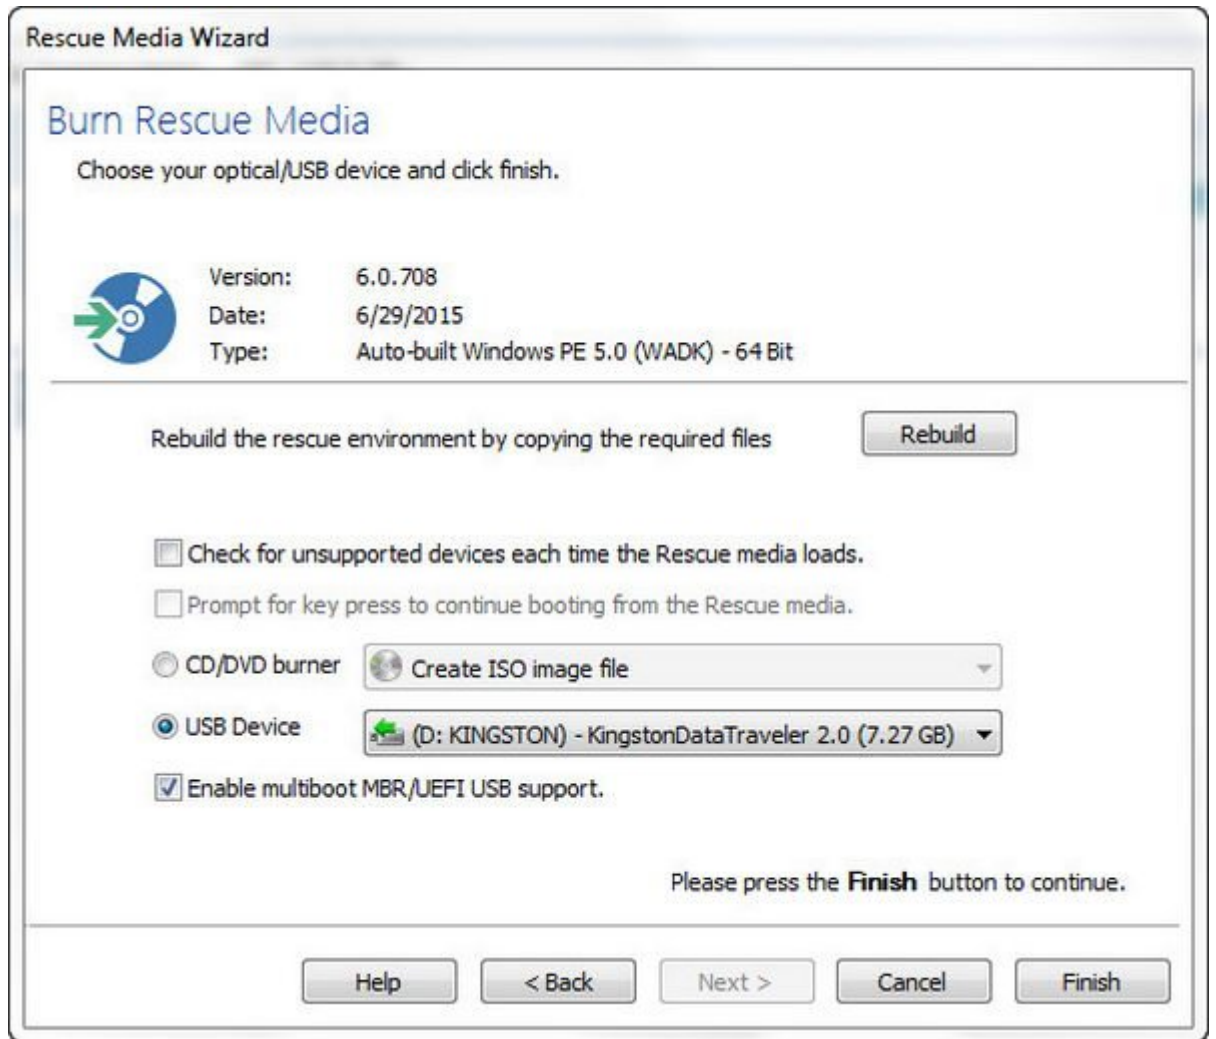 Rescue Media Wizard
Burn Rescue Media
Choose your optical/USB device and click finish.
Version: 6.0.708
Date: 6/29/2015
Type: Auto-built Windows PE 5.0 (WADK) - 64 Bit
Rebuild the rescue environment by copying the required files Rebuild
Check for unsupported devices each time the Rescue media loads.
Prompt for key press to continue booting from the Rescue media.
CD/DVD burner Create ISO image file
USB Device (D: KINGSTON) - KingstonDataTraveler 2.0 (7.27 GB)
Enable multiboot MBR/UEFI USB support.
Please press the Finish button to continue.
Help < Back Next > Cancel Finish